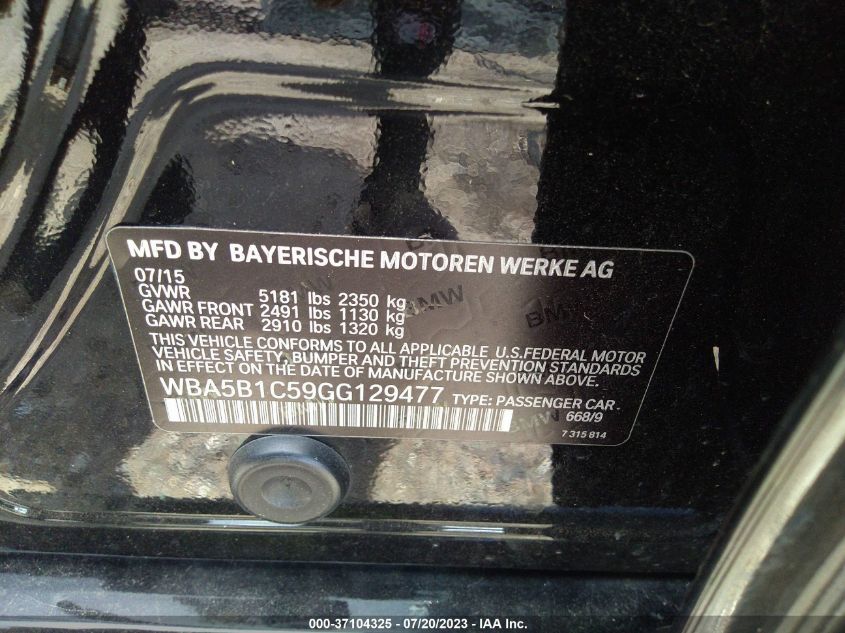 MFD BY BAYERISCHE MOTOREN WERKE AG
07/15
GVWR 5181 lbs 2350 kg
GAWR FRONT 2491 lbs 1130 kg
GAWR REAR 2910 lbs 1320 kg
THIS VEHICLE CONFORMS TO ALL APPLICABLE U.S.FEDERAL MOTOR
VEHICLE SAFETY, BUMPER AND THEFT PREVENTION STANDARDS
IN EFFECT ON THE DATE OF MANUFACTURE SHOWN ABOVE.
WBA5B1C59GG129477 TYPE: PASSENGER CAR.
668/9
7 315 814
BMW
BMW
BMW
000-37104325 - 07/20/2023 - IAA Inc.